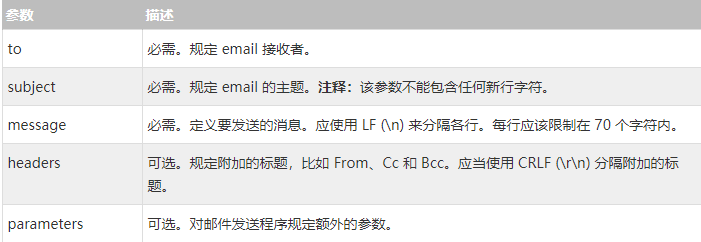 参数 描述
to 必需。规定 email 接收者。
subject 必需。规定 email 的主题。注释：该参数不能包含任何新行字符。
message 必需。定义要发送的消息。应使用 LF (\n) 来分隔各行。每行应该限制在 70 个字符内。
headers 可选。规定附加的标题，比如 From、Cc 和 Bcc。应当使用 CRLF (\r\n) 分隔附加的标
题。
parameters 可选。对邮件发送程序规定额外的参数。